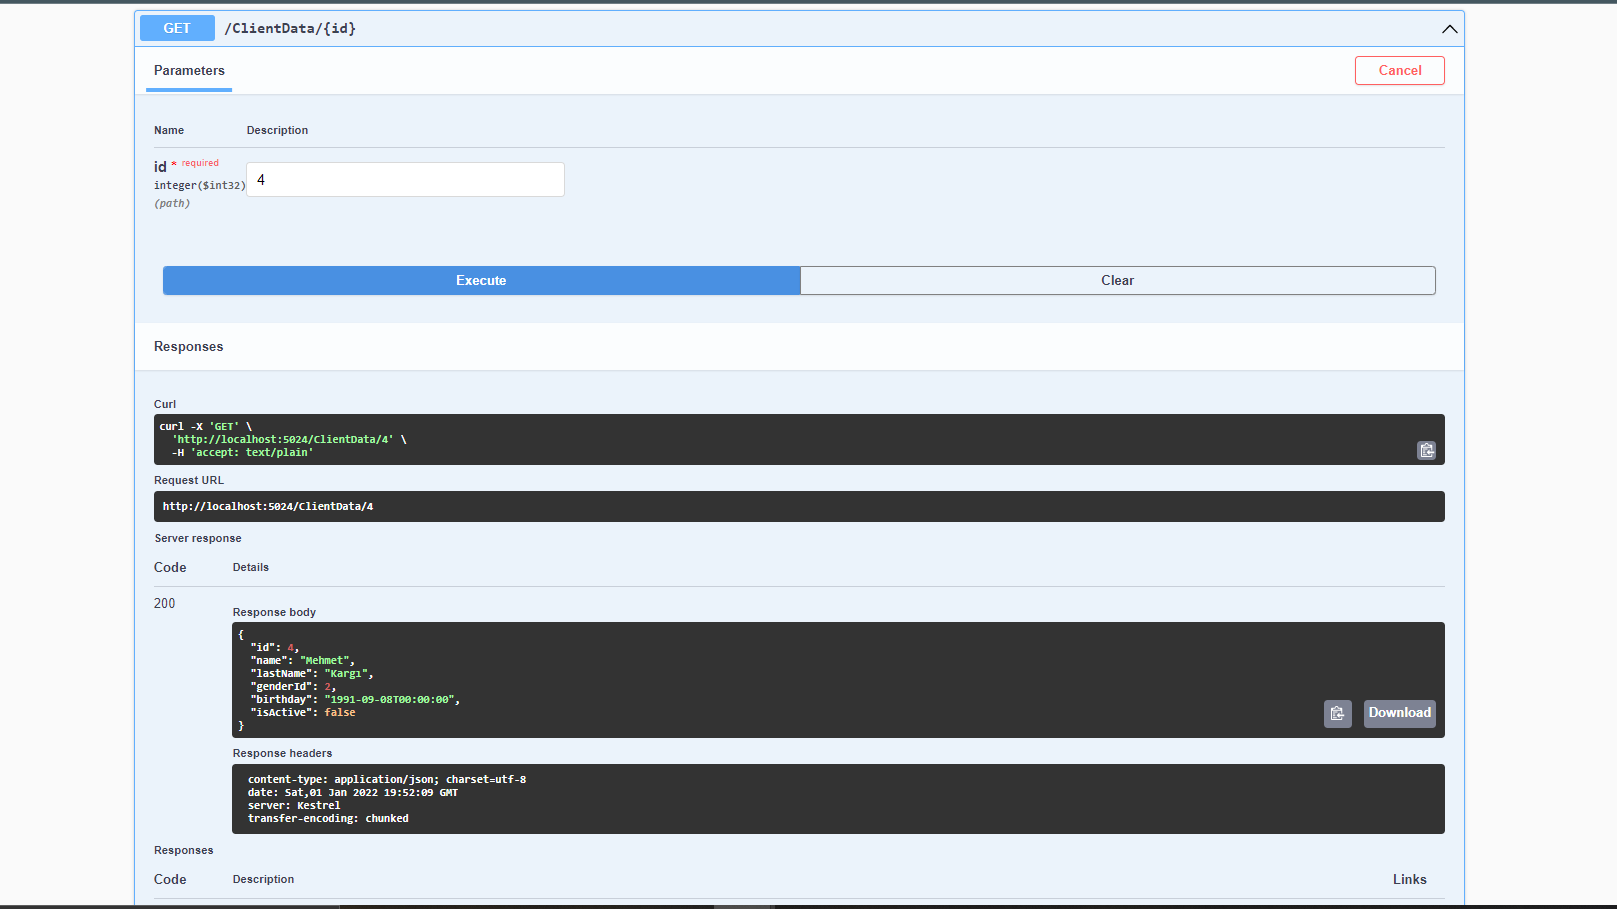 GET /ClientData/{id}
Parameters
Cancel
Name Description
id * required
integer($int32)
(path)
4
Execute Clear
Responses
Curl
curl -X 'GET' \
'http://localhost:5024/ClientData/4' \
-H 'accept: text/plain'
Request URL
http://localhost:5024/ClientData/4
Server response
Code Details
200
Response body
{
"id": 4,
"name": "Mehmet",
"lastName": "Kargı",
"genderId": 2,
"birthday": "1991-09-08T00:00:00",
"isActive": false
}
Download
Response headers
content-type: application/json; charset=utf-8
date: Sat,01 Jan 2022 19:52:09 GMT
server: Kestrel
transfer-encoding: chunked
Responses
Code Description Links